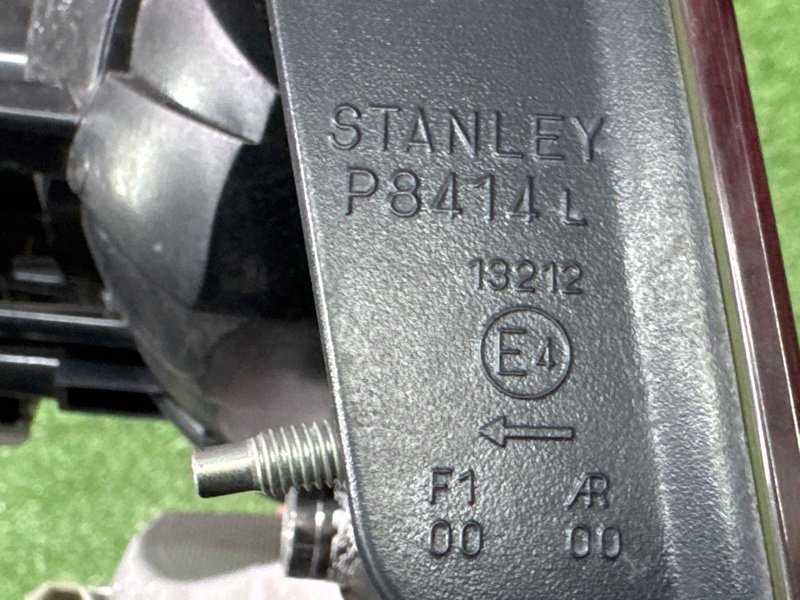 STANLEY
P8414 L
13212
E4
F1 AR
00 00